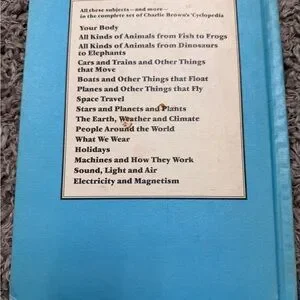 All these subjects—and more—
in the complete set of Charlie Brown's 'Cyclopedia
Your Body
All Kinds of Animals from Fish to Frogs
All Kinds of Animals from Dinosaurs
to Elephants
Cars and Trains and Other Things
that Move
Boats and Other Things that Float
Planes and Other Things that Fly
Space Travel
Stars and Planets and Plants
The Earth, Weather and Climate
People Around the World
What We Wear
Holidays
Machines and How They Work
Sound, Light and Air
Electricity and Magnetism